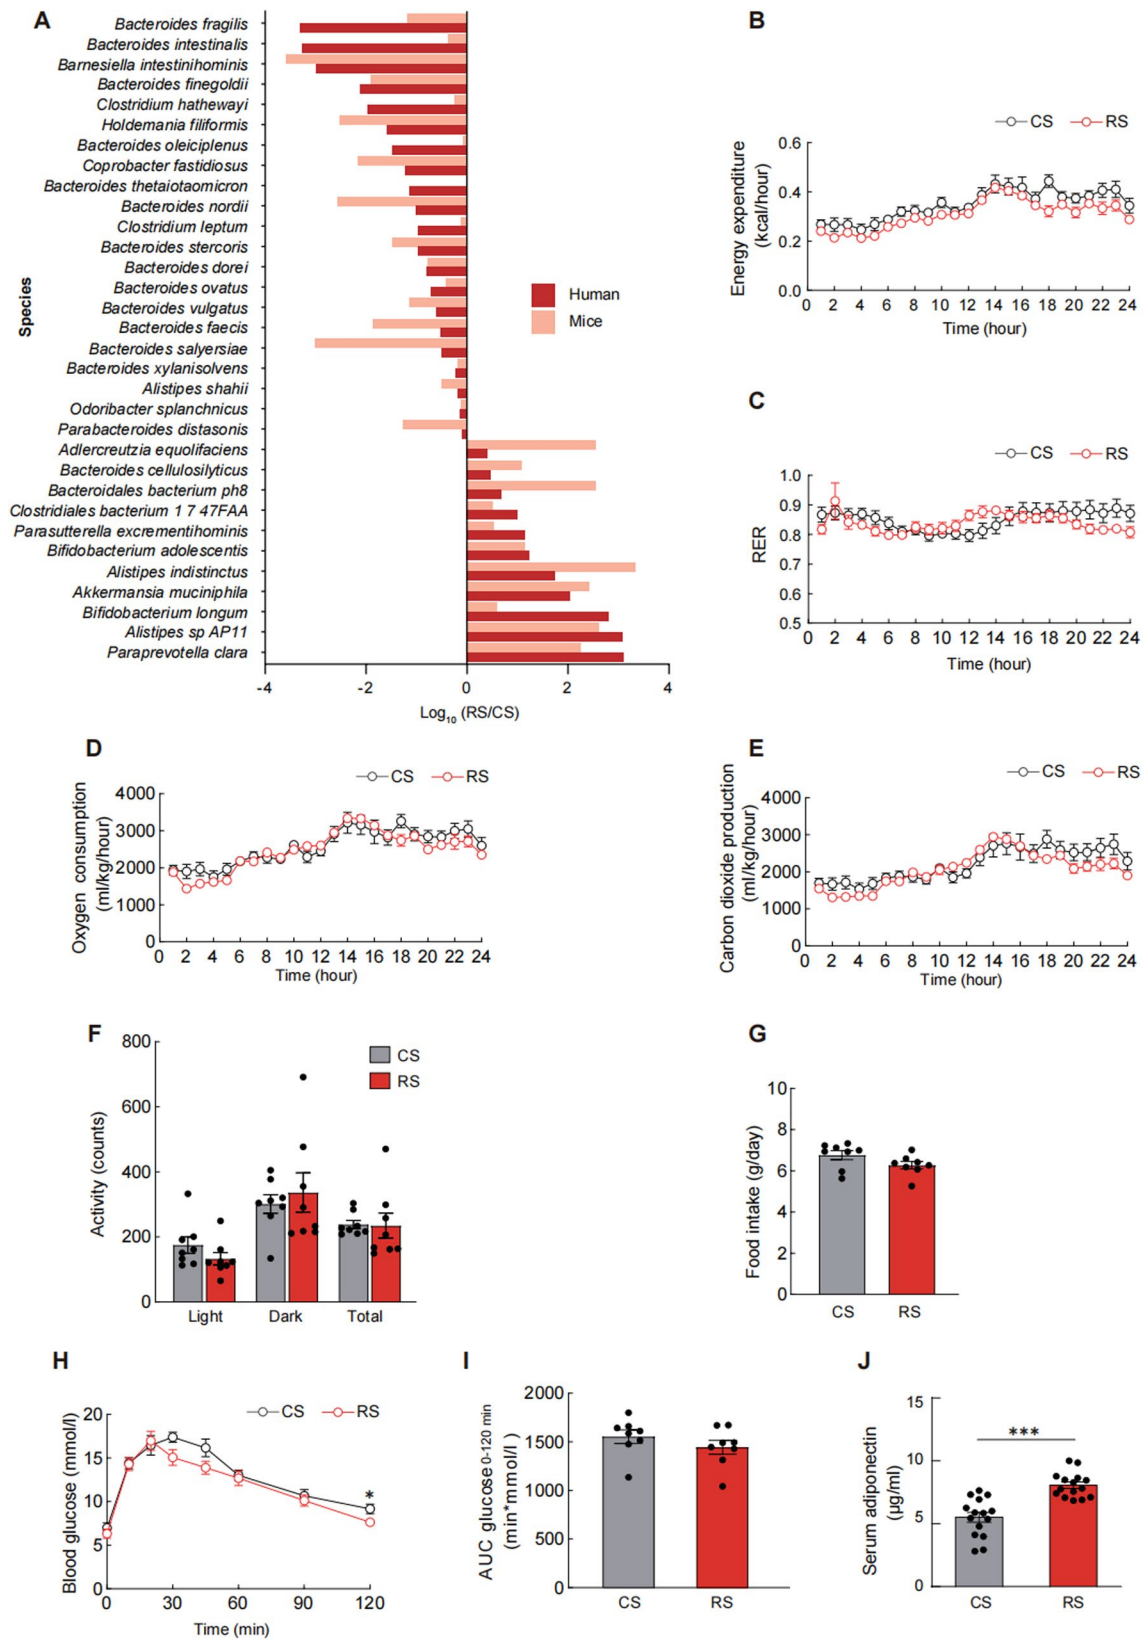 A
Bacteroides fragilis
Bacteroides intestinalis
Barnesiella intestinihominis
Bacteroides finegoldii
Clostridium hathewayi
Holdemania filiformis
Bacteroides oleiciplenus
Coprobacter fastidiosus
Bacteroides thetaiotaomicron
Bacteroides nordii
Clostridium leptum
Bacteroides stercoris
Bacteroides dorei
Bacteroides ovatus
Bacteroides vulgatus
Bacteroides faecis
Bacteroides salyersiae
Bacteroides xylanisolvens
Alistipes shahii
Odoribacter splanchnicus
Parabacteroides distasonis
Adlercreutzia equolifaciens
Bacteroides cellulosilyticus
Bacteroidales bacterium ph8
Clostridiales bacterium 1 7 47FAA
Parasutterella excrementihominis
Bifidobacterium adolescentis
Alistipes indistinctus
Akkermansia muciniphila
Bifidobacterium longum
Alistipes sp AP11
Paraprevotella clara
Species
Human
Mice
-4 -2 0 2 4
Log10 (RS/CS)
B
CS RS
Energy expenditure
(kcal/hour)
0.6
0.4
0.2
0.0
0 2 4 6 8 10 12 14 16 18 20 22 24
Time (hour)
C
CS RS
RER
1.0
0.9
0.8
0.7
0.6
0.5
0 2 4 6 8 10 12 14 16 18 20 22 24
Time (hour)
D
CS RS
Oxygen consumption
(ml/kg/hour)
4000
3000
2000
1000
0
0 2 4 6 8 10 12 14 16 18 20 22 24
Time (hour)
E
CS RS
Carbon dioxide production
(ml/kg/hour)
4000
3000
2000
1000
0
0 2 4 6 8 10 12 14 16 18 20 22 24
Time (hour)
F
CS
RS
Activity (counts)
800
600
400
200
0
Light Dark Total
G
Food intake (g/day)
10
8
6
4
2
0
CS RS
H
CS RS
Blood glucose (mmol/l)
20
15
10
5
0
*
0 30 60 90 120
Time (min)
I
AUC glucose 0-120 min
(min*mmol/l )
2000
1500
1000
500
0
CS RS
J
Serum adiponectin
(µg/ml)
15
10
5
0
***
CS RS